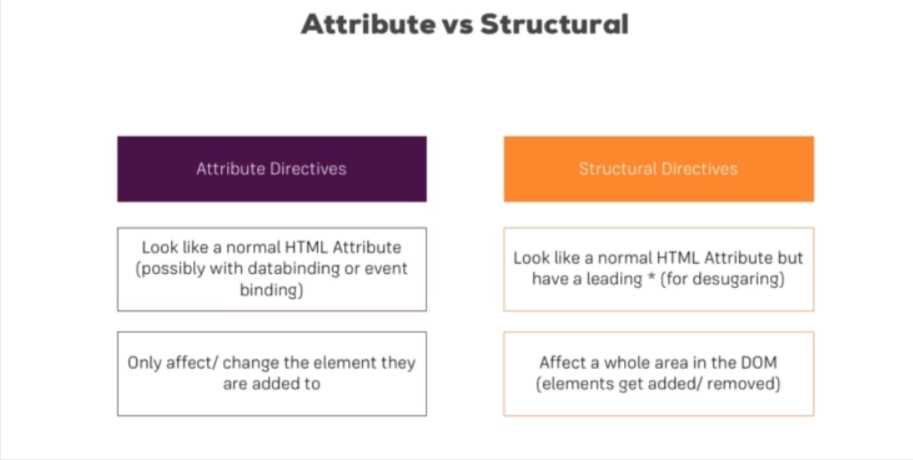 Attribute vs Structural
Attribute Directives
Look like a normal HTML Attribute
(possibly with databinding or event
binding)
Only affect/ change the element they
are added to
Structural Directives
Look like a normal HTML Attribute but
have a leading * (for desugaring)
Affect a whole area in the DOM
(elements get added/ removed)